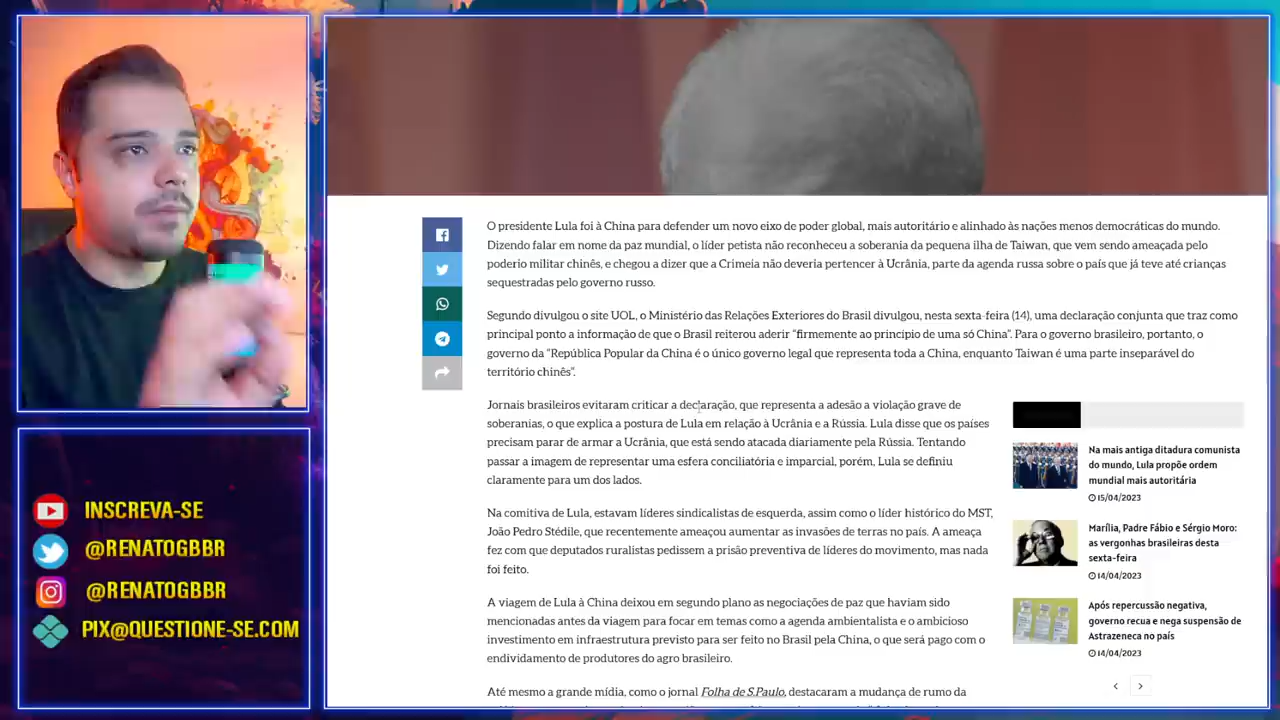 O presidente Lula foi à China para defender um novo eixo de poder global, mais autoritário e alinhado às nações menos democráticas do mundo.
Dizendo falar em nome da paz mundial, o líder petista não reconheceu a soberania da pequena ilha de Taiwan, que vem sendo ameaçada pelo
poderio militar chinês, e chegou a dizer que a Crimeia não deveria pertencer à Ucrânia, parte da agenda russa sobre o país que já teve até crianças
sequestradas pelo governo russo.
Segundo divulgou o site UOL, o Ministério das Relações Exteriores do Brasil divulgou, nesta sexta-feira (14), uma declaração conjunta que traz como
principal ponto a informação de que o Brasil reiterou aderir “firmemente ao princípio de uma só China”. Para o governo brasileiro, portanto, o
governo da “República Popular da China é o único governo legal que representa toda a China, enquanto Taiwan é uma parte inseparável do
território chinês”.
Jornais brasileiros evitaram criticar a declaração, que representa a adesão a violação grave de
soberanias, o que explica a postura de Lula em relação à Ucrânia e a Rússia. Lula disse que os países
precisam parar de armar a Ucrânia, que está sendo atacada diariamente pela Rússia. Tentando
passar a imagem de representar uma esfera conciliatória e imparcial, porém, Lula se definiu
claramente para um dos lados.
Na comitiva de Lula, estavam líderes sindicalistas de esquerda, assim como o líder histórico do MST,
João Pedro Stédile, que recentemente ameaçou aumentar as invasões de terras no país. A ameaça
fez com que deputados ruralistas pedissem a prisão preventiva de líderes do movimento, mas nada
foi feito.
A viagem de Lula à China deixou em segundo plano as negociações de paz que haviam sido
mencionadas antes da viagem para focar em temas como a agenda ambientalista e o ambicioso
investimento em infraestrutura previsto para ser feito no Brasil pela China, o que será pago com o
endividamento de produtores do agro brasileiro.
Até mesmo a grande mídia, como o jornal Folha de S.Paulo, destacaram a mudança de rumo da
Na mais antiga ditadura comunista
do mundo, Lula propõe ordem
mundial mais autoritária
15/04/2023
Marília, Padre Fábio e Sérgio Moro:
as vergonhas brasileiras desta
sexta-feira
14/04/2023
Após repercussão negativa,
governo recua e nega suspensão de
Astrazeneca no país
14/04/2023
INSCREVA-SE
@RENATOGBBR
@RENATOGBBR
PIX@QUESTIONE-SE.COM